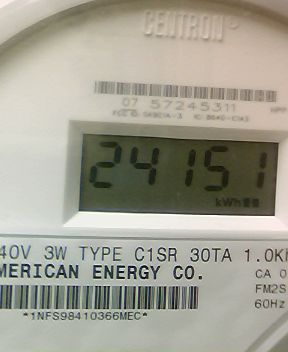 CENTRON®
07 57245311
24151
kWh
40V 3W TYPE C1SR 30TA 1.0Kh
MERICAN ENERGY CO.
CA 0
FM2S
60Hz
*1NFS98410366MEC*